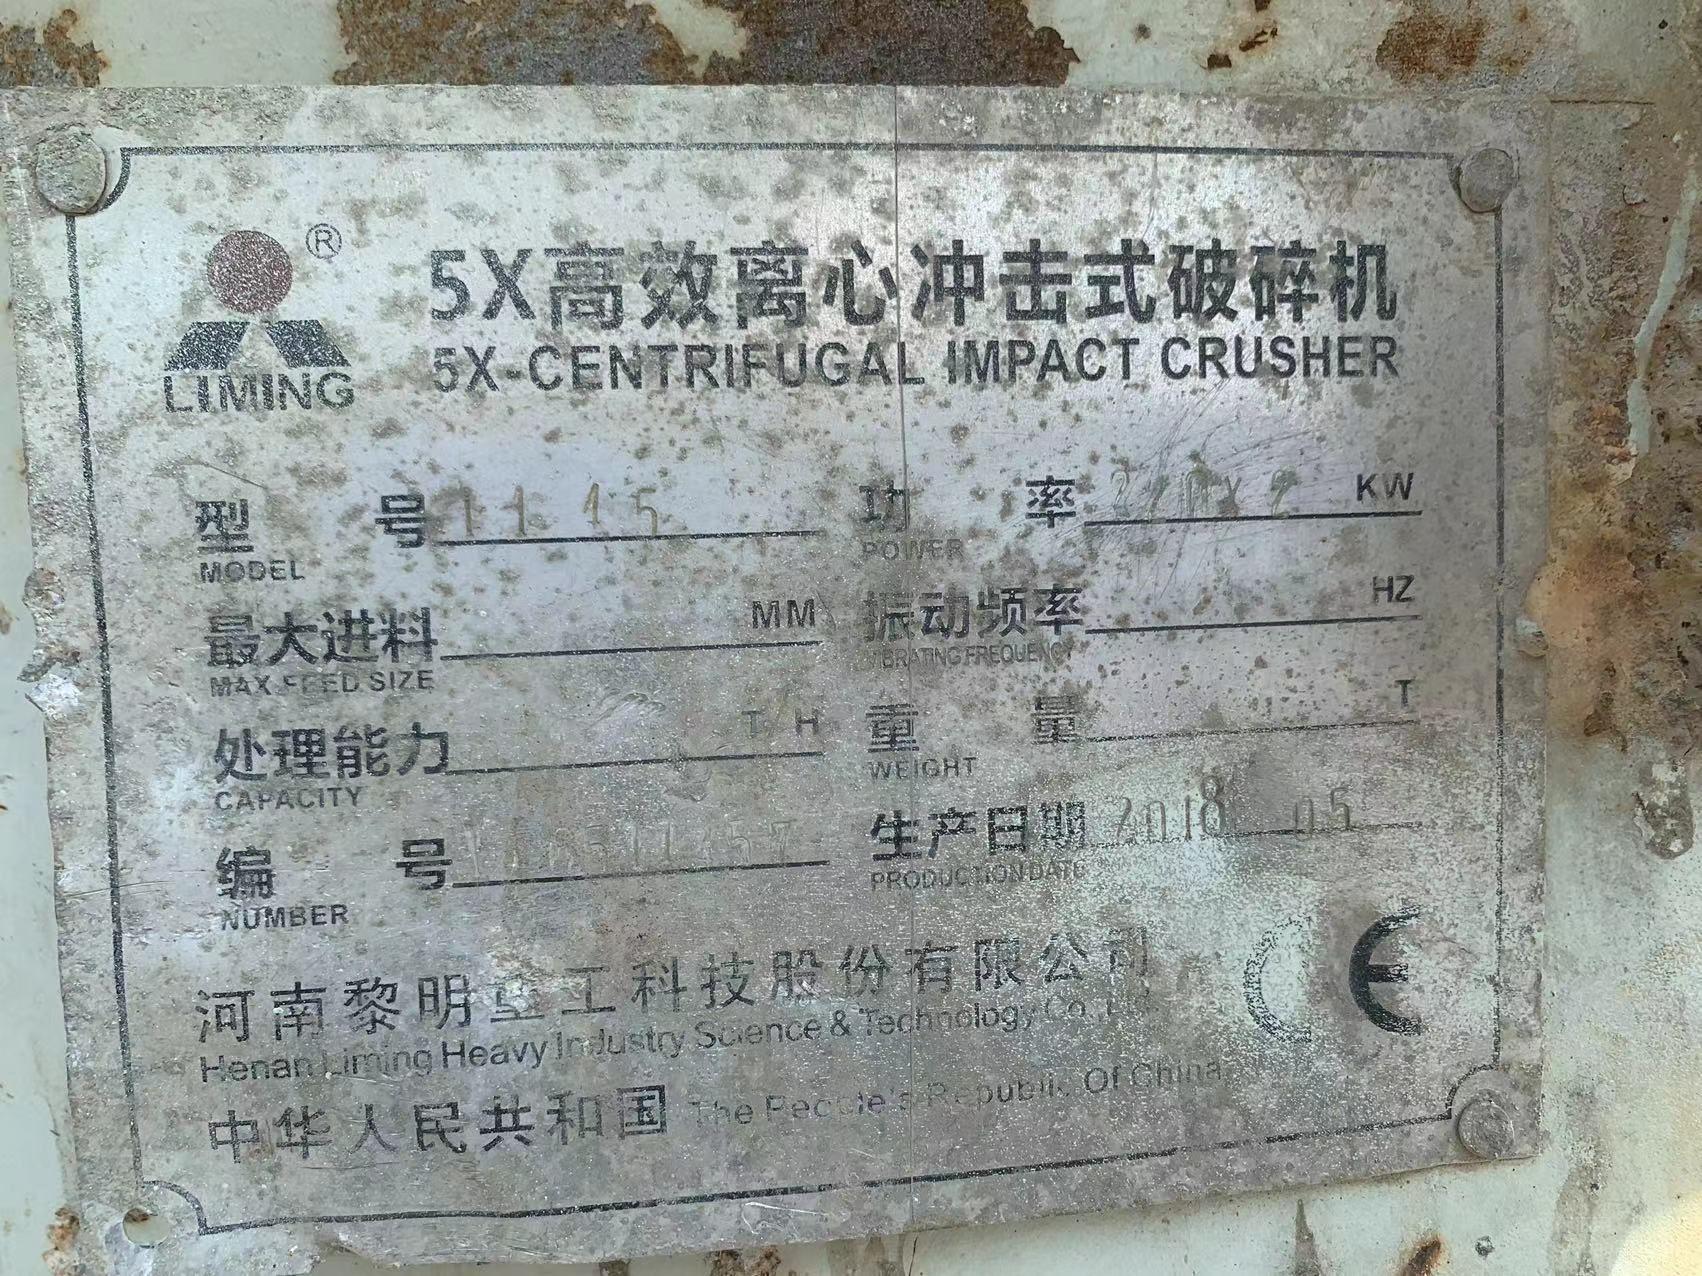 LIMING ®
5X高效离心冲击式破碎机
5X-CENTRIFUGAL IMPACT CRUSHER
型 号 1145 功 率 KW
MODEL POWER
最大进料 MM 振动频率 HZ
MAX.FEED SIZE VIBRATING FREQUENCY
处理能力 T/H 重 量 T
CAPACITY WEIGHT
编 号 生产日期 2018 05
NUMBER PRODUCTION DATE
河南黎明重工科技股份有限公司 CE
Henan Liming Heavy Industry Science & Technology Co.,
中华人民共和国 The People's Republic Of China